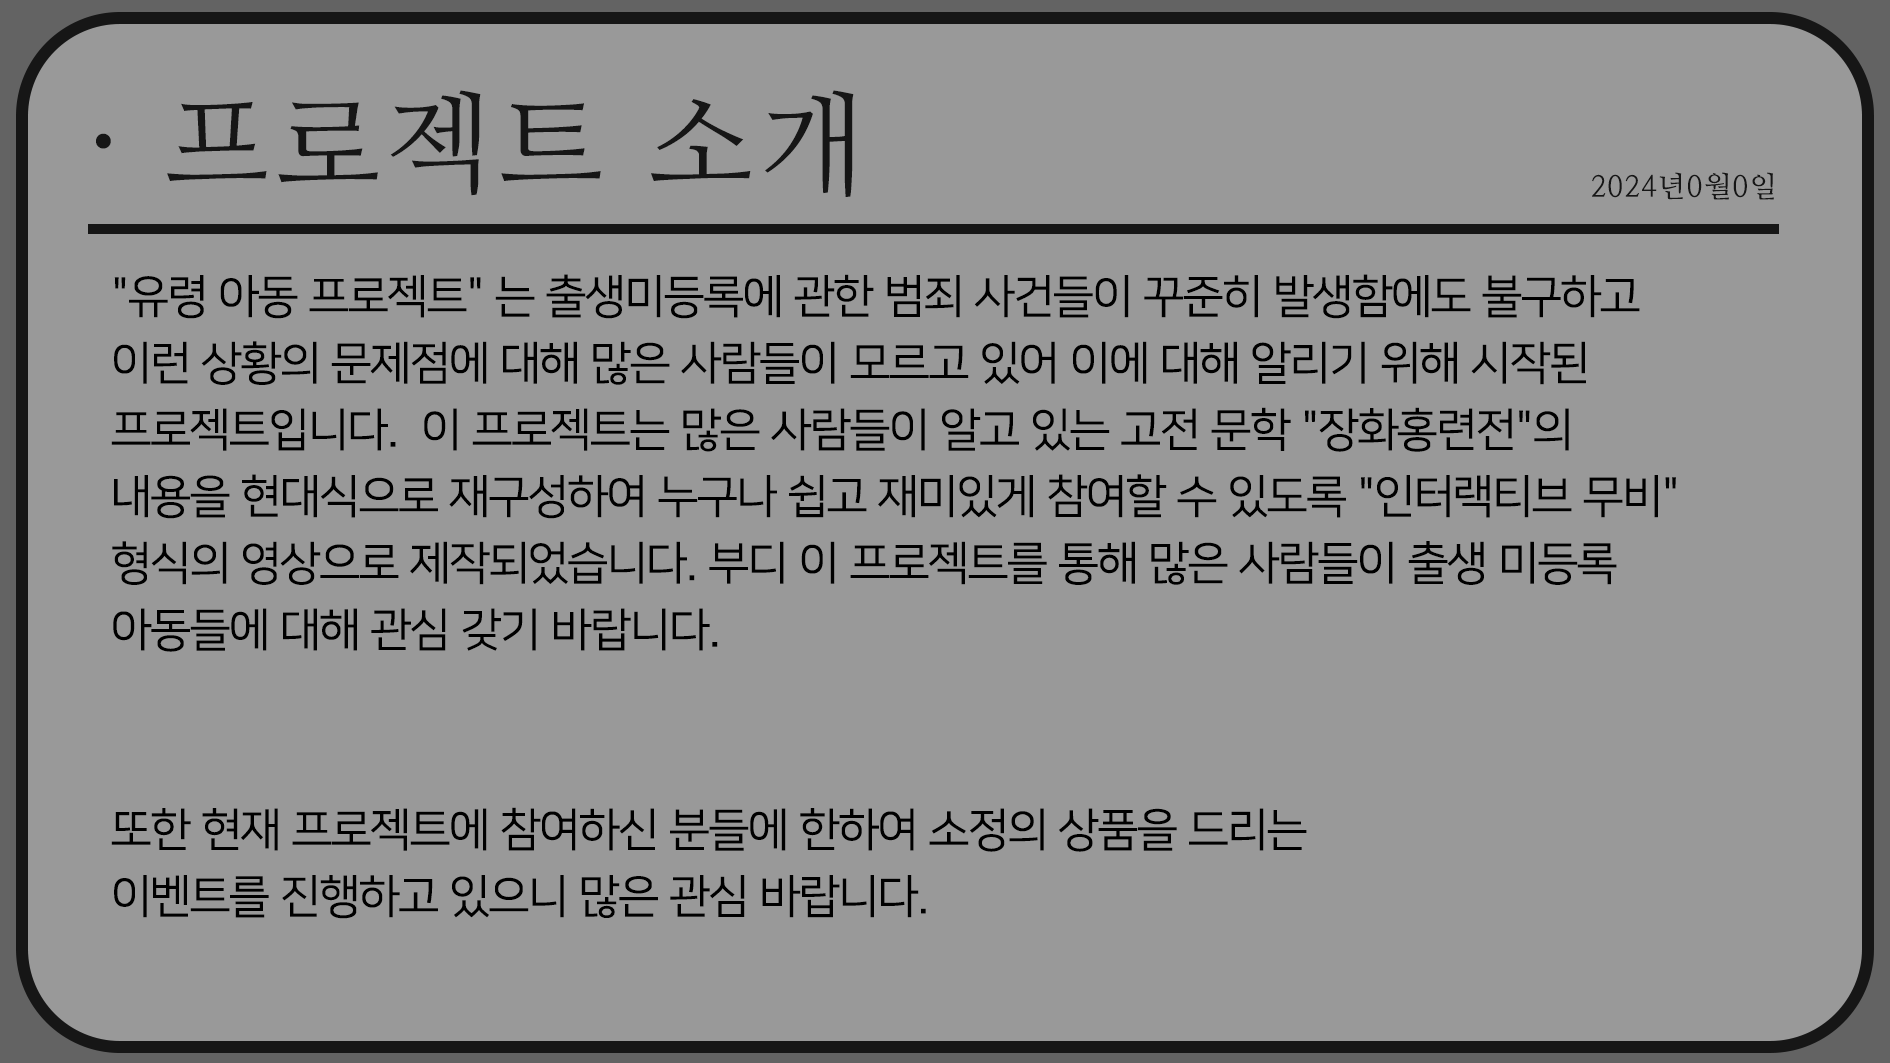 · 프로젝트 소개
2024년0월0일
"유령 아동 프로젝트" 는 출생미등록에 관한 범죄 사건들이 꾸준히 발생함에도 불구하고
이런 상황의 문제점에 대해 많은 사람들이 모르고 있어 이에 대해 알리기 위해 시작된
프로젝트입니다.  이 프로젝트는 많은 사람들이 알고 있는 고전 문학 "장화홍련전"의
내용을 현대식으로 재구성하여 누구나 쉽고 재미있게 참여할 수 있도록 "인터랙티브 무비"
형식의 영상으로 제작되었습니다. 부디 이 프로젝트를 통해 많은 사람들이 출생 미등록
아동들에 대해 관심 갖기 바랍니다.
또한 현재 프로젝트에 참여하신 분들에 한하여 소정의 상품을 드리는
이벤트를 진행하고 있으니 많은 관심 바랍니다.